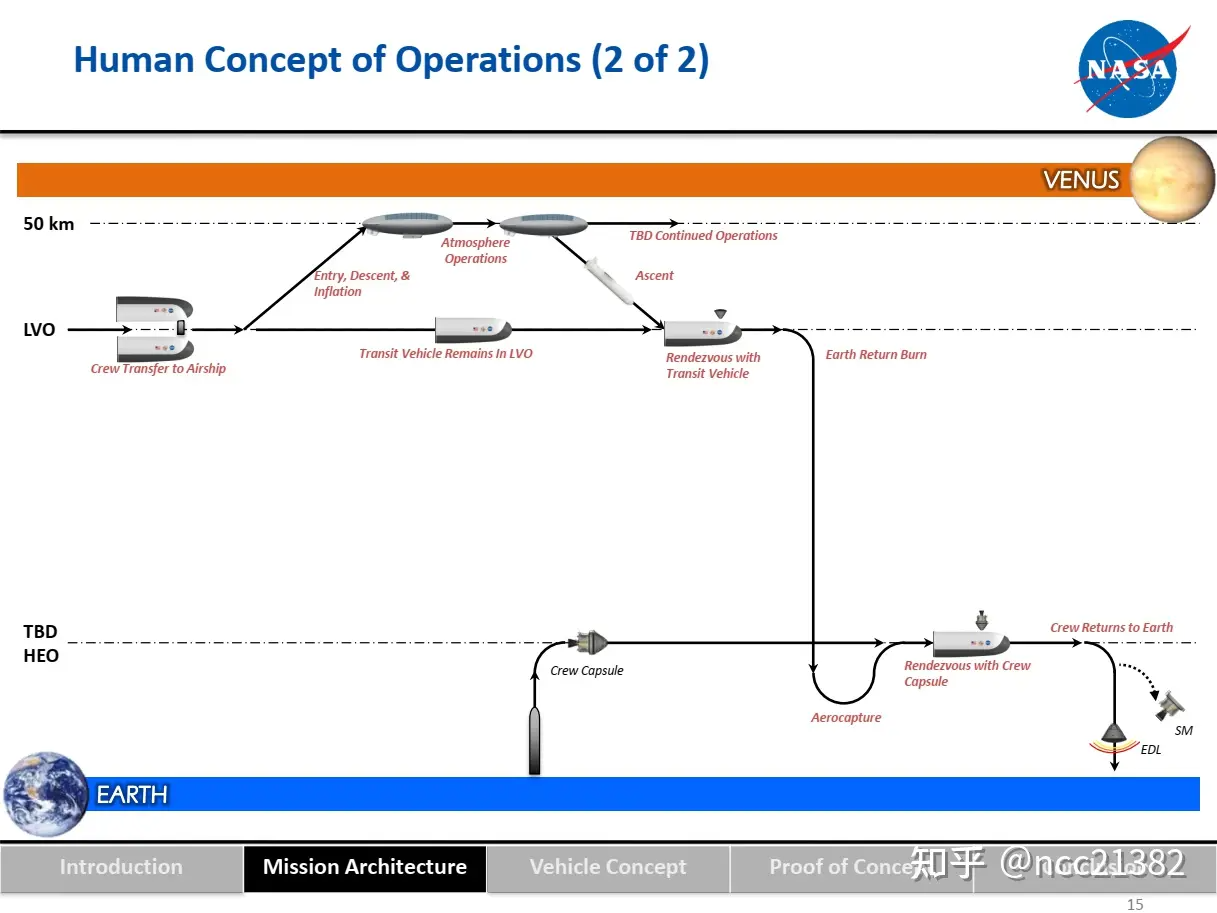 Human Concept of Operations (2 of 2)
NASA
VENUS
50 km
TBD Continued Operations
Atmosphere
Operations
Entry, Descent, &
Inflation
Ascent
LVO
Crew Transfer to Airship
Transit Vehicle Remains In LVO
Rendezvous with
Transit Vehicle
Earth Return Burn
TBD
HEO
Crew Capsule
Crew Returns to Earth
Rendezvous with Crew
Capsule
Aerocapture
SM
EDL
EARTH
Introduction
Mission Architecture
Vehicle Concept
Proof of Concept
Conclusion
知乎 @ncc21382
15